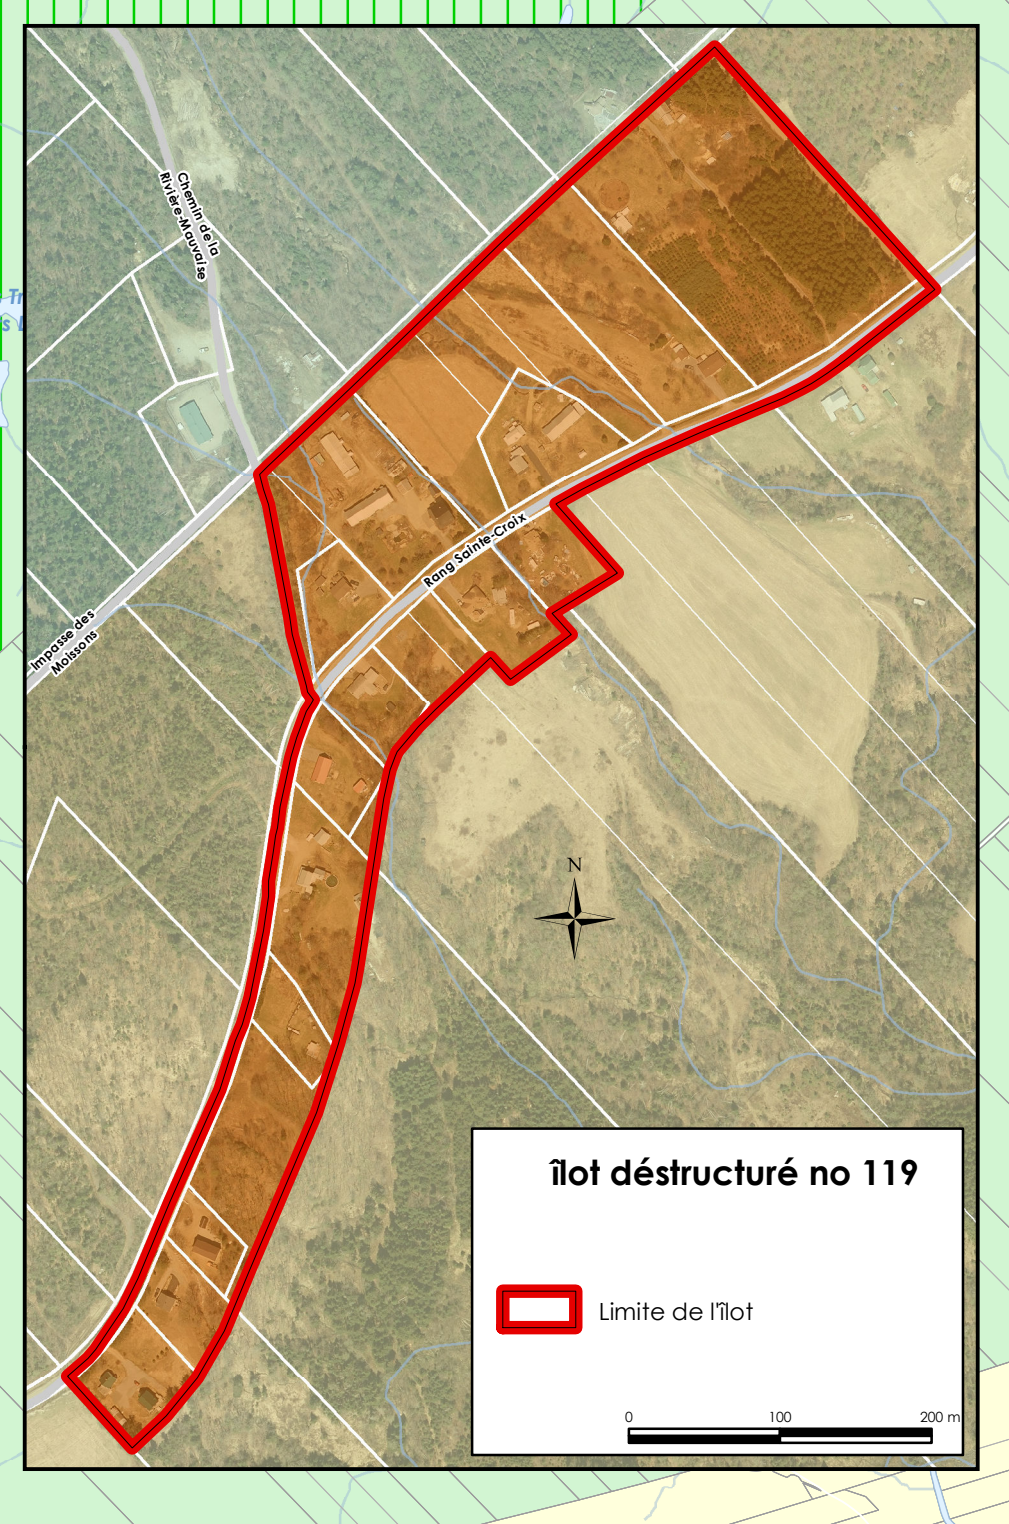 Chemin de la
Rivière-Mauvaise
Tr
s L
Rang Sainte-Croix
Impasse des
Moissons
N
îlot déstructuré no 119
Limite de l'îlot
0 100 200 m